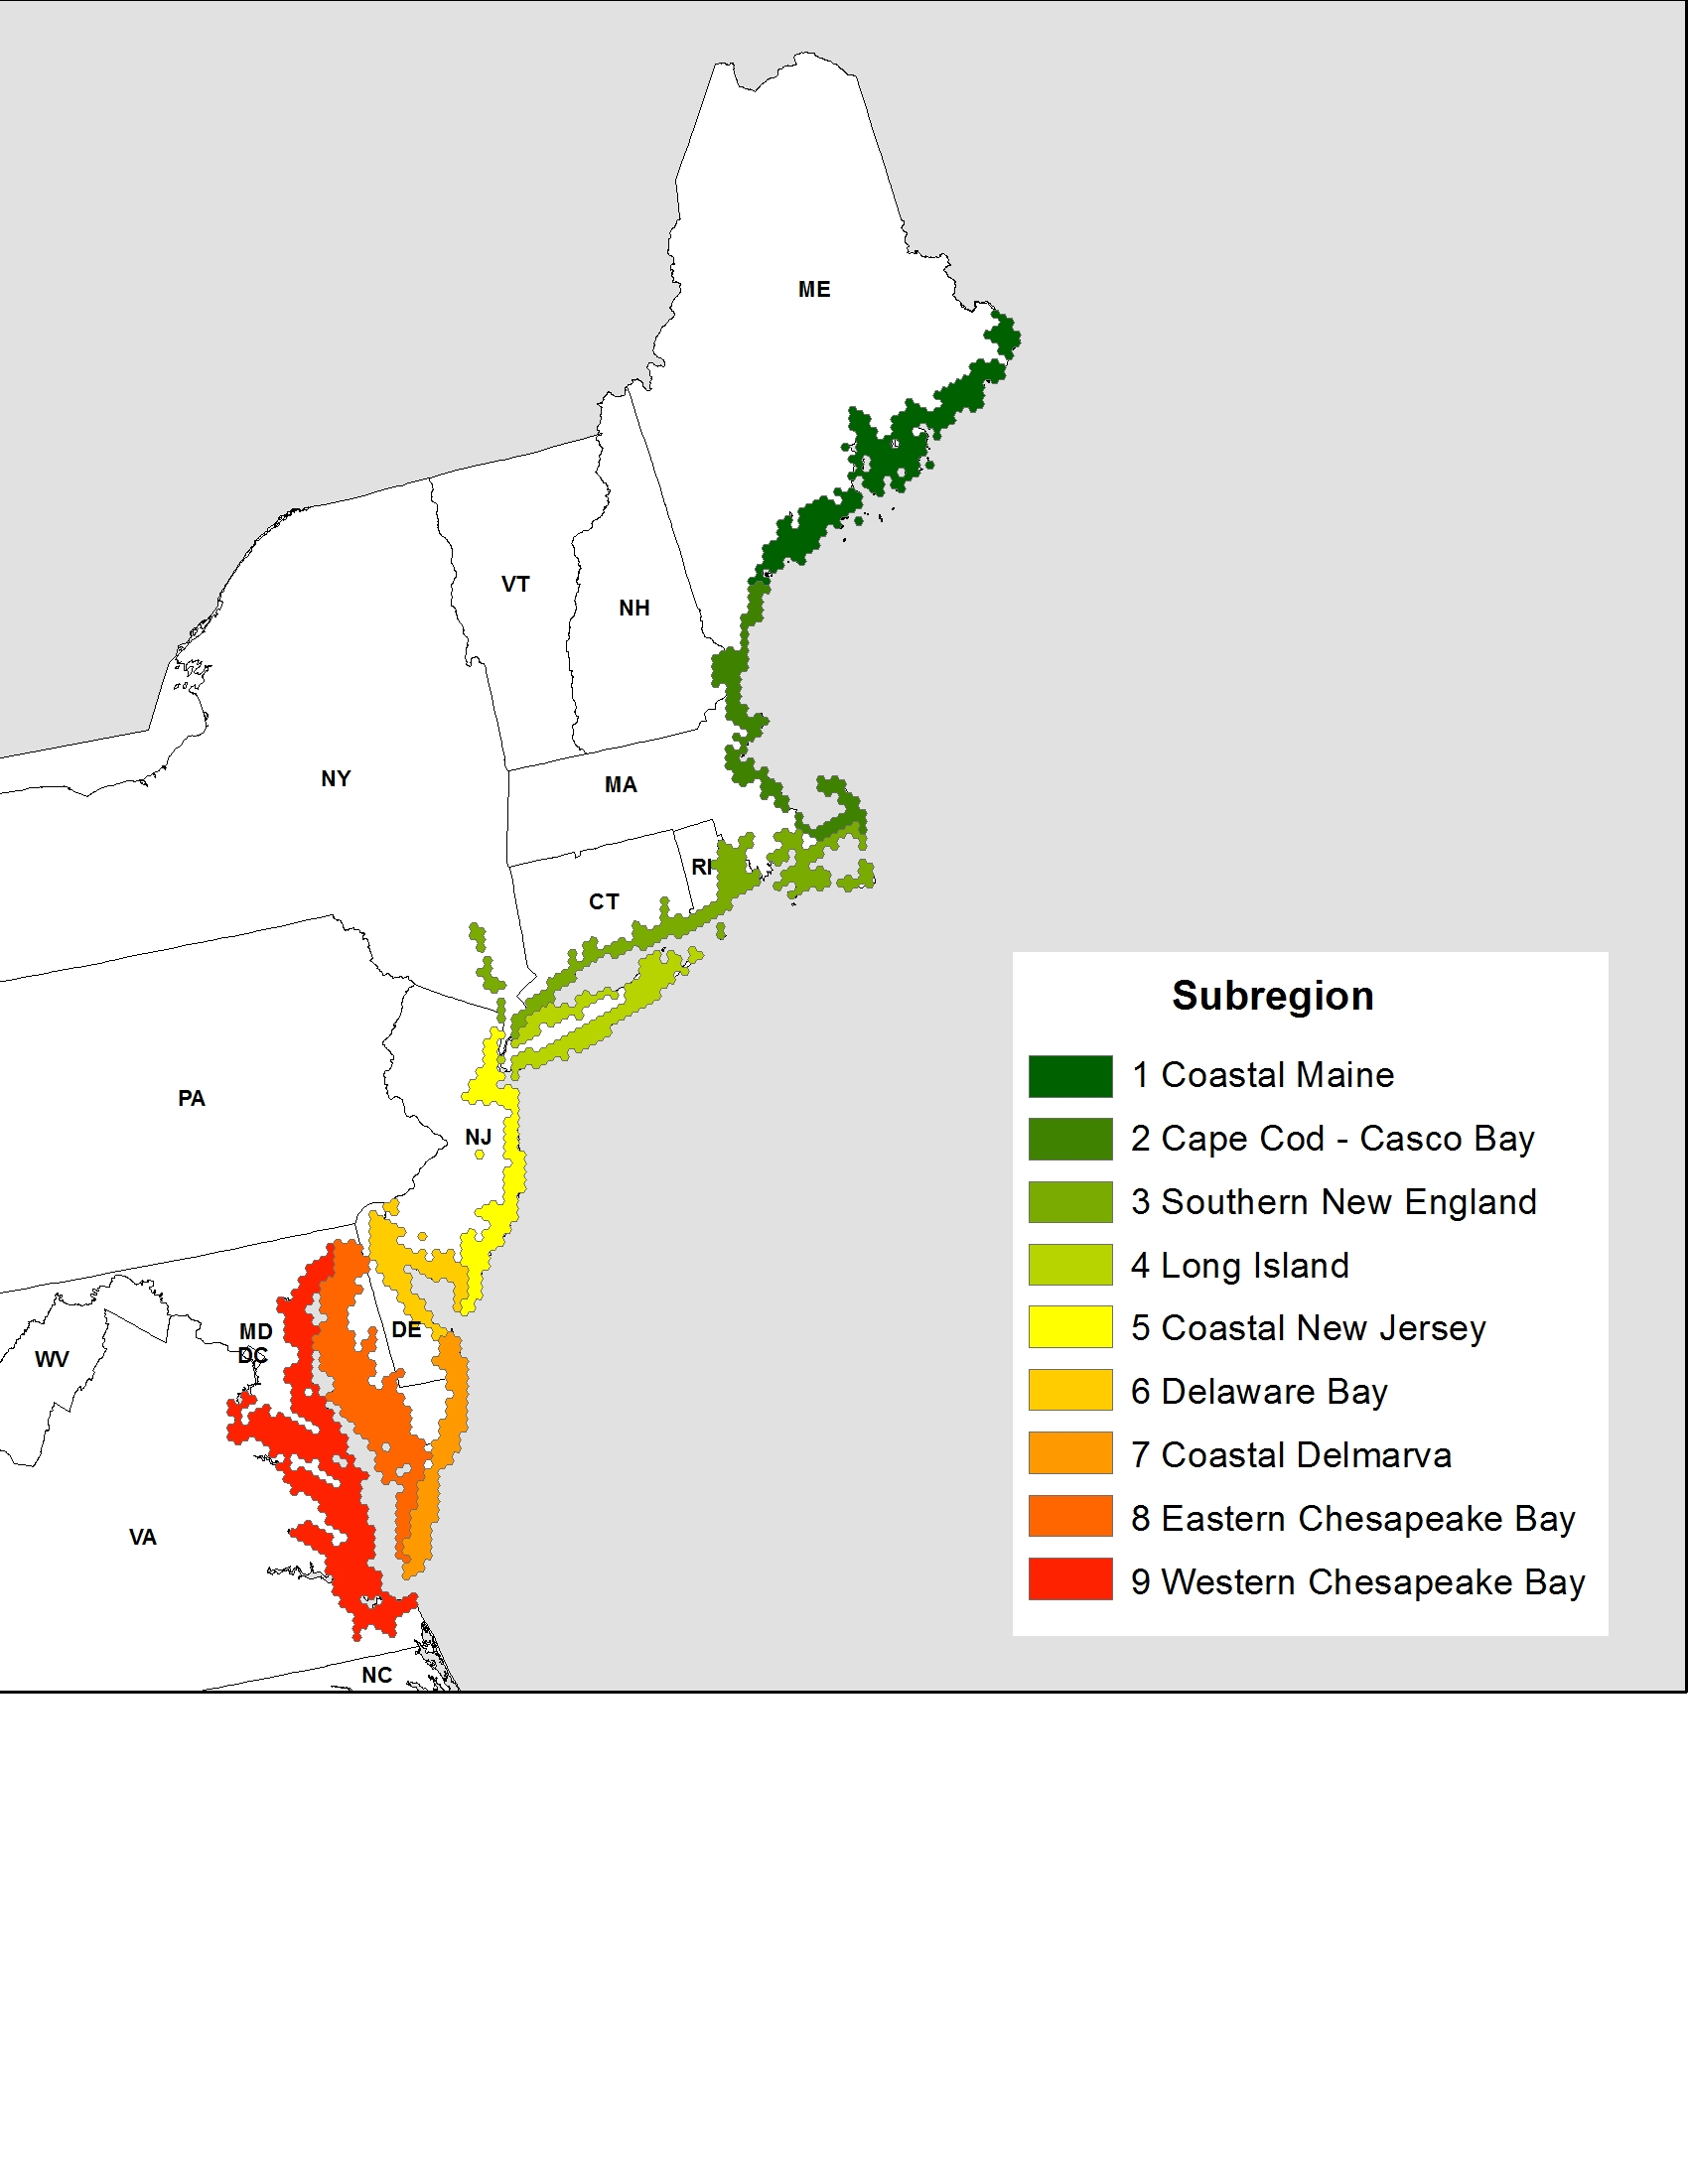 ME
VT
NH
NY
MA
RI
CT
PA
NJ
MD
DE
DC
WV
VA
NC
Subregion
1 Coastal Maine
2 Cape Cod - Casco Bay
3 Southern New England
4 Long Island
5 Coastal New Jersey
6 Delaware Bay
7 Coastal Delmarva
8 Eastern Chesapeake Bay
9 Western Chesapeake Bay